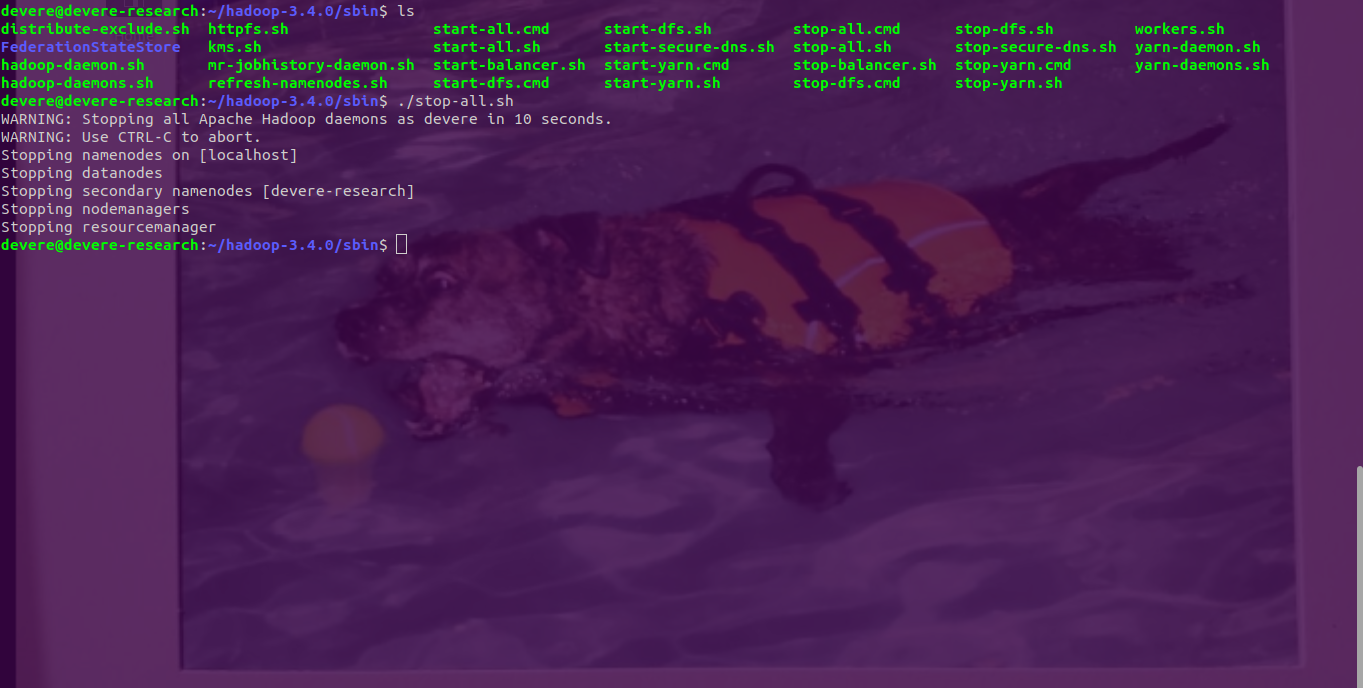 devere@devere-research:~/hadoop-3.4.0/sbin$ ls
distribute-exclude.sh  httpfs.sh                start-all.cmd      start-dfs.sh         stop-all.cmd     stop-dfs.sh         workers.sh
FederationStateStore   kms.sh                   start-all.sh       start-secure-dns.sh  stop-all.sh      stop-secure-dns.sh  yarn-daemon.sh
hadoop-daemon.sh       mr-jobhistory-daemon.sh  start-balancer.sh  start-yarn.cmd       stop-balancer.sh  stop-yarn.cmd       yarn-daemons.sh
hadoop-daemons.sh      refresh-namenodes.sh     start-dfs.cmd      start-yarn.sh        stop-dfs.cmd     stop-yarn.sh
devere@devere-research:~/hadoop-3.4.0/sbin$ ./stop-all.sh
WARNING: Stopping all Apache Hadoop daemons as devere in 10 seconds.
WARNING: Use CTRL-C to abort.
Stopping namenodes on [localhost]
Stopping datanodes
Stopping secondary namenodes [devere-research]
Stopping nodemanagers
Stopping resourcemanager
devere@devere-research:~/hadoop-3.4.0/sbin$